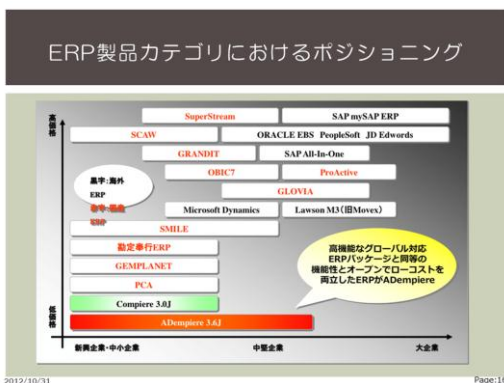 ERP製品カテゴリにおけるポジショニング
高価格
SuperStream
SAP mySAP ERP
SCAW
ORACLE EBS PeopleSoft JD Edwords
GRANDIT
SAP All-In-One
OBIC7
ProActive
黒字:海外
ERP
赤字:国産
ERP
GLOVIA
Microsoft Dynamics
Lawson M3(旧Movex)
SMILE
勘定奉行ERP
GEMPLANET
PCA
Compiere 3.0J
ADempiere 3.6J
高機能なグローバル対応
ERPパッケージと同等の
機能性とオープンでローコストを
両立したERPがADempiere
低価格
新興企業・中小企業
中堅企業
大企業
2012/10/31